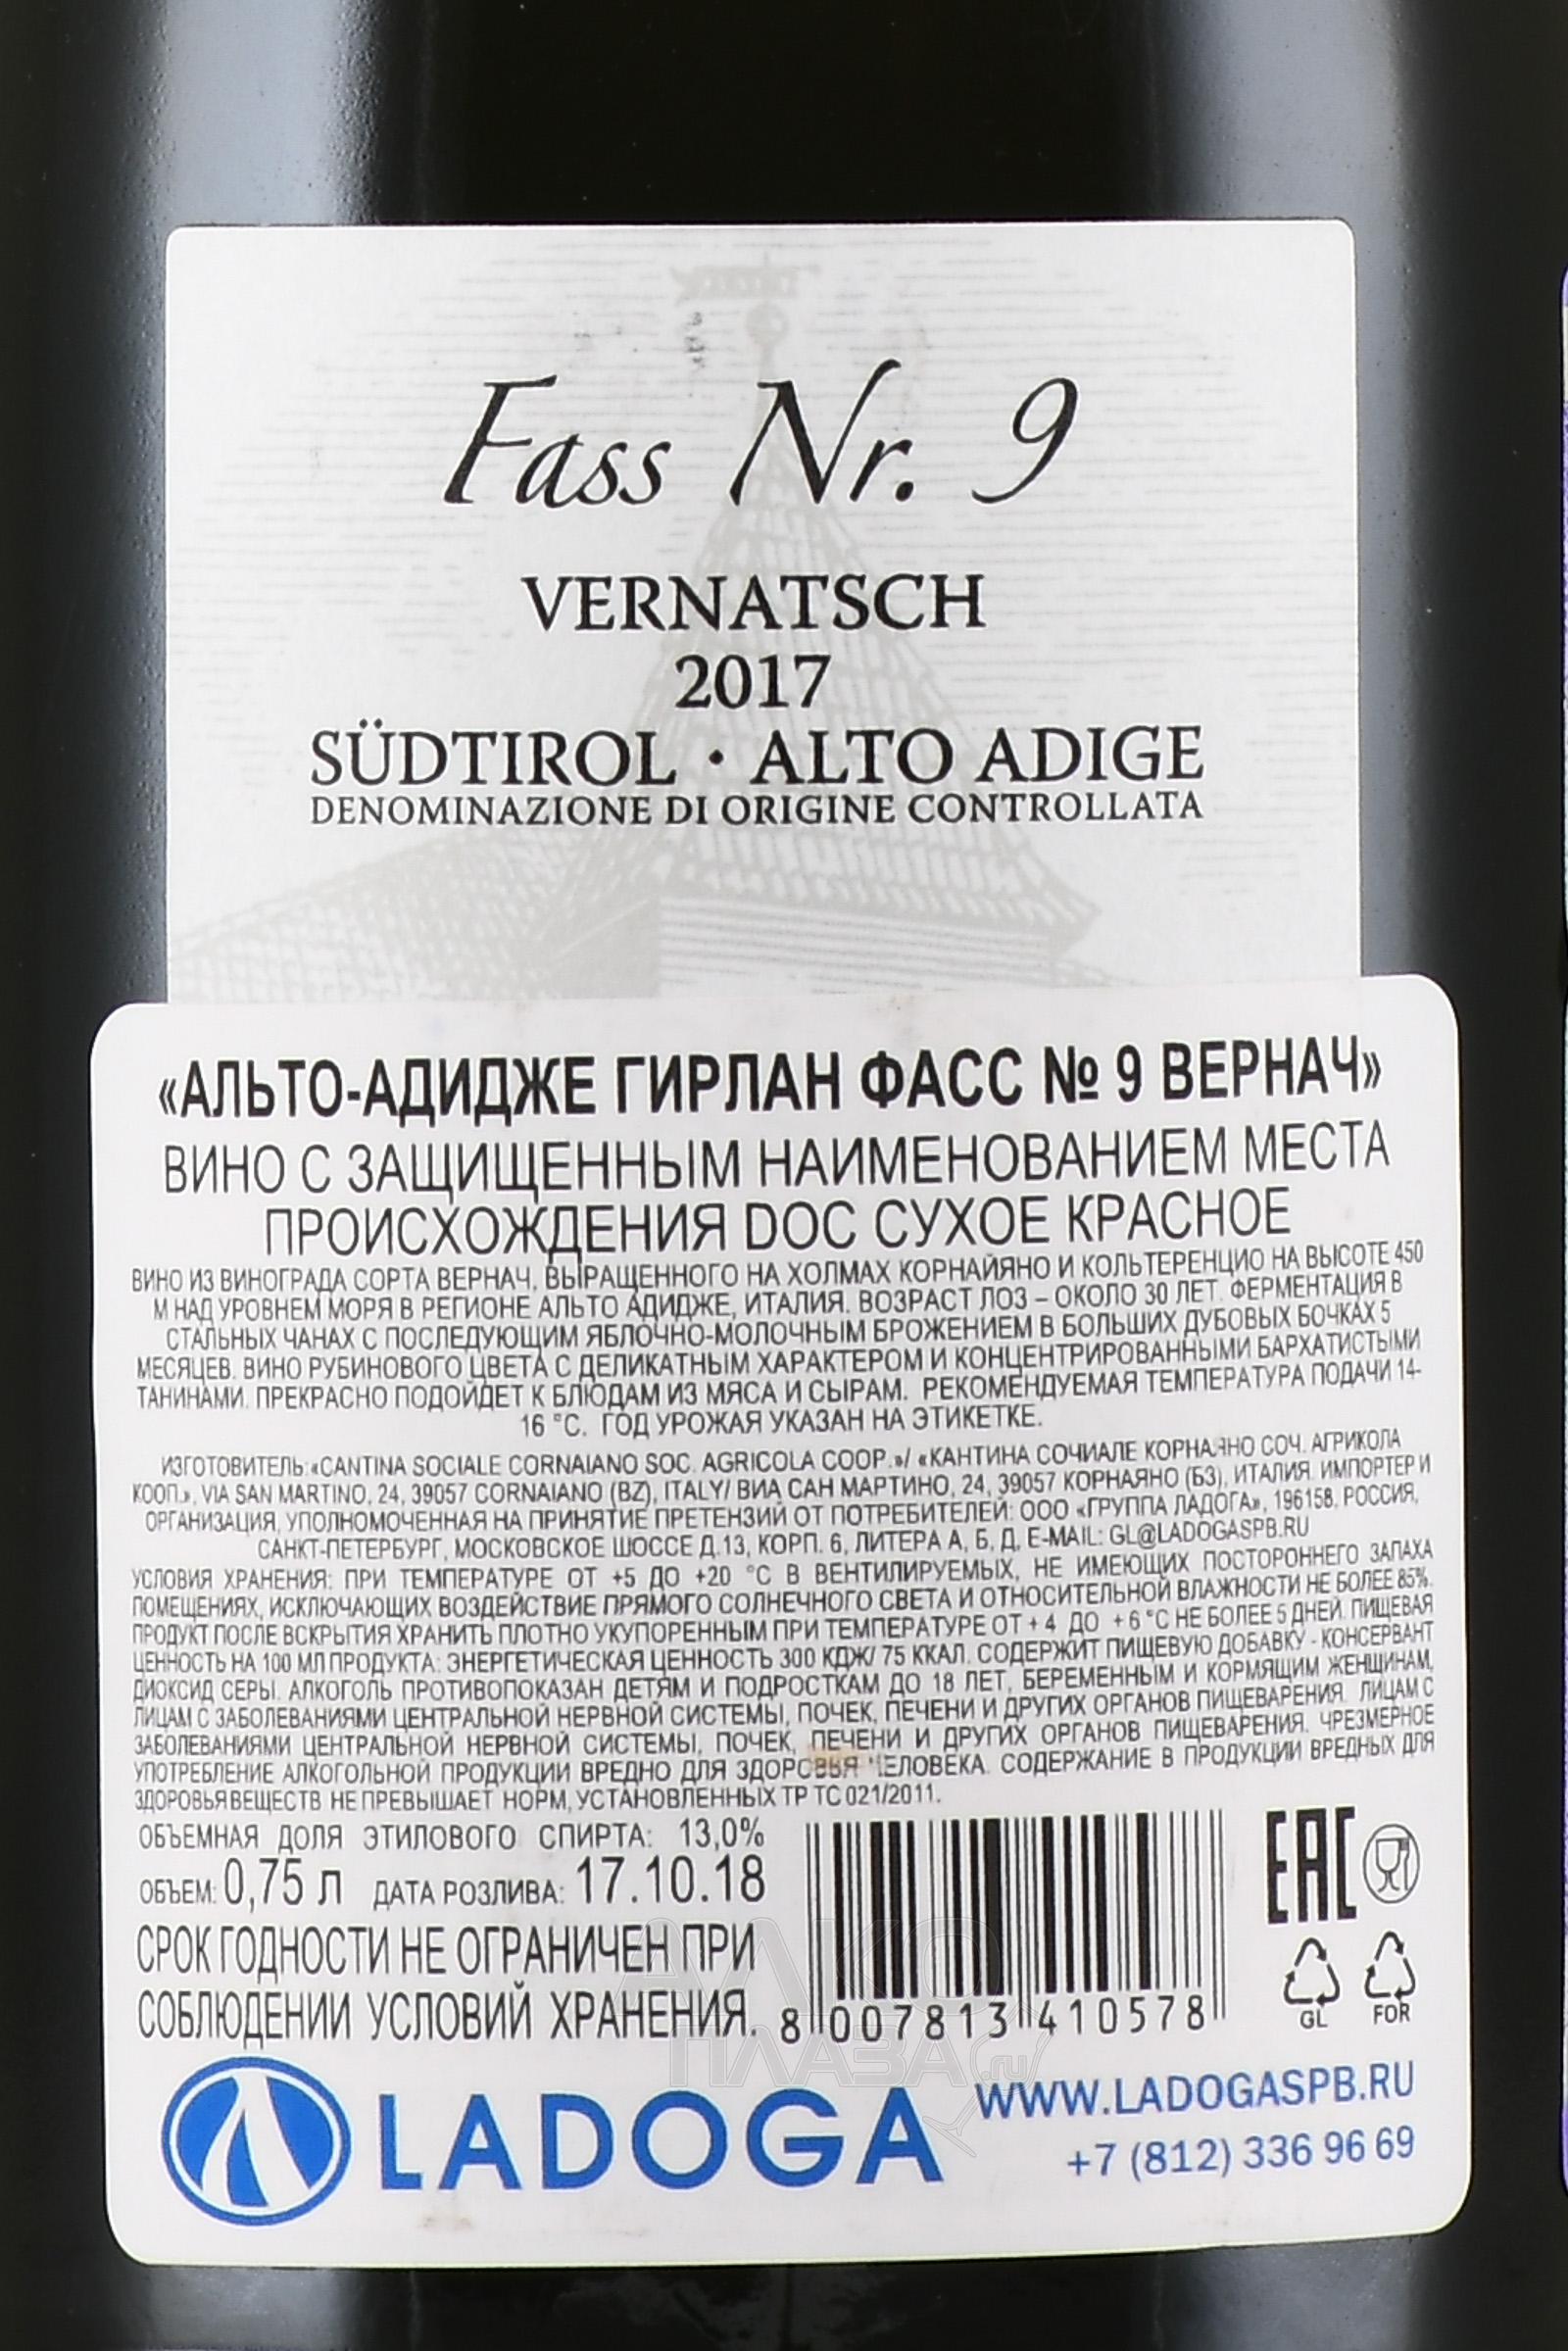 Fass Nr. 9
VERNATSCH
2017
SÜDTIROL · ALTO ADIGE
DENOMINAZIONE DI ORIGINE CONTROLLATA
«АЛЬТО-АДИДЖЕ ГИРЛАН ФАСС № 9 ВЕРНАЧ»
ВИНО С ЗАЩИЩЕННЫМ НАИМЕНОВАНИЕМ МЕСТА
ПРОИСХОЖДЕНИЯ DOC СУХОЕ КРАСНОЕ
ВИНО ИЗ ВИНОГРАДА СОРТА ВЕРНАЧ, ВЫРАЩЕННОГО НА ХОЛМАХ КОРНАЙЯНО И КОЛЬТЕРЕНЦИО НА ВЫСОТЕ 450
М НАД УРОВНЕМ МОРЯ В РЕГИОНЕ АЛЬТО АДИДЖЕ, ИТАЛИЯ. ВОЗРАСТ ЛОЗ – ОКОЛО 30 ЛЕТ. ФЕРМЕНТАЦИЯ В
СТАЛЬНЫХ ЧАНАХ С ПОСЛЕДУЮЩИМ ЯБЛОЧНО-МОЛОЧНЫМ БРОЖЕНИЕМ В БОЛЬШИХ ДУБОВЫХ БОЧКАХ 5
МЕСЯЦЕВ. ВИНО РУБИНОВОГО ЦВЕТА С ДЕЛИКАТНЫМ ХАРАКТЕРОМ И КОНЦЕНТРИРОВАННЫМИ БАРХАТИСТЫМИ
ТАНИНАМИ. ПРЕКРАСНО ПОДОЙДЕТ К БЛЮДАМ ИЗ МЯСА И СЫРАМ. РЕКОМЕНДУЕМАЯ ТЕМПЕРАТУРА ПОДАЧИ 14-
16 °С. ГОД УРОЖАЯ УКАЗАН НА ЭТИКЕТКЕ.
ИЗГОТОВИТЕЛЬ:«CANTINA SOCIALE CORNAIANO SOC. AGRICOLA COOP.»/ «КАНТИНА СОЧИАЛЕ КОРНАЯНО СОЧ. АГРИКОЛА
КООП.», VIA SAN MARTINO, 24, 39057 CORNAIANO (BZ), ITALY/ ВИА САН МАРТИНО, 24, 39057 КОРНАЯНО (БЗ), ИТАЛИЯ. ИМПОРТЕР И
ОРГАНИЗАЦИЯ, УПОЛНОМОЧЕННАЯ НА ПРИНЯТИЕ ПРЕТЕНЗИЙ ОТ ПОТРЕБИТЕЛЕЙ: ООО «ГРУППА ЛАДОГА», 196158, РОССИЯ,
САНКТ-ПЕТЕРБУРГ, МОСКОВСКОЕ ШОССЕ Д.13, КОРП. 6, ЛИТЕРА А, Б, Д, E-MAIL: GL@LADOGASPB.RU
УСЛОВИЯ ХРАНЕНИЯ: ПРИ ТЕМПЕРАТУРЕ ОТ +5 ДО +20 °С В ВЕНТИЛИРУЕМЫХ, НЕ ИМЕЮЩИХ ПОСТОРОННЕГО ЗАПАХА
ПОМЕЩЕНИЯХ, ИСКЛЮЧАЮЩИХ ВОЗДЕЙСТВИЕ ПРЯМОГО СОЛНЕЧНОГО СВЕТА И ОТНОСИТЕЛЬНОЙ ВЛАЖНОСТИ НЕ БОЛЕЕ 85%.
ПРОДУКТ ПОСЛЕ ВСКРЫТИЯ ХРАНИТЬ ПЛОТНО УКУПОРЕННЫМ ПРИ ТЕМПЕРАТУРЕ ОТ + 4 ДО + 6 °С НЕ БОЛЕЕ 5 ДНЕЙ. ПИЩЕВАЯ
ЦЕННОСТЬ НА 100 МЛ ПРОДУКТА: ЭНЕРГЕТИЧЕСКАЯ ЦЕННОСТЬ 300 КДЖ/ 75 ККАЛ. СОДЕРЖИТ ПИЩЕВУЮ ДОБАВКУ - КОНСЕРВАНТ
ДИОКСИД СЕРЫ. АЛКОГОЛЬ ПРОТИВОПОКАЗАН ДЕТЯМ И ПОДРОСТКАМ ДО 18 ЛЕТ, БЕРЕМЕННЫМ И КОРМЯЩИМ ЖЕНЩИНАМ,
ЛИЦАМ С ЗАБОЛЕВАНИЯМИ ЦЕНТРАЛЬНОЙ НЕРВНОЙ СИСТЕМЫ, ПОЧЕК, ПЕЧЕНИ И ДРУГИХ ОРГАНОВ ПИЩЕВАРЕНИЯ. ЛИЦАМ С
ЗАБОЛЕВАНИЯМИ ЦЕНТРАЛЬНОЙ НЕРВНОЙ СИСТЕМЫ, ПОЧЕК, ПЕЧЕНИ И ДРУГИХ ОРГАНОВ ПИЩЕВАРЕНИЯ. ЧРЕЗМЕРНОЕ
УПОТРЕБЛЕНИЕ АЛКОГОЛЬНОЙ ПРОДУКЦИИ ВРЕДНО ДЛЯ ЗДОРОВЬЯ ЧЕЛОВЕКА. СОДЕРЖАНИЕ В ПРОДУКЦИИ ВРЕДНЫХ ДЛЯ
ЗДОРОВЬЯ ВЕЩЕСТВ НЕ ПРЕВЫШАЕТ НОРМ, УСТАНОВЛЕННЫХ ТР ТС 021/2011.
ОБЪЕМНАЯ ДОЛЯ ЭТИЛОВОГО СПИРТА: 13,0%
ОБЪЕМ: 0,75 Л ДАТА РОЗЛИВА: 17.10.18
СРОК ГОДНОСТИ НЕ ОГРАНИЧЕН ПРИ
СОБЛЮДЕНИИ УСЛОВИЙ ХРАНЕНИЯ.
8 007813 410578
EAC
GL FOR
АЛКО
ПЛАЗА.ru
LADOGA
WWW.LADOGASPB.RU
+7 (812) 336 96 69